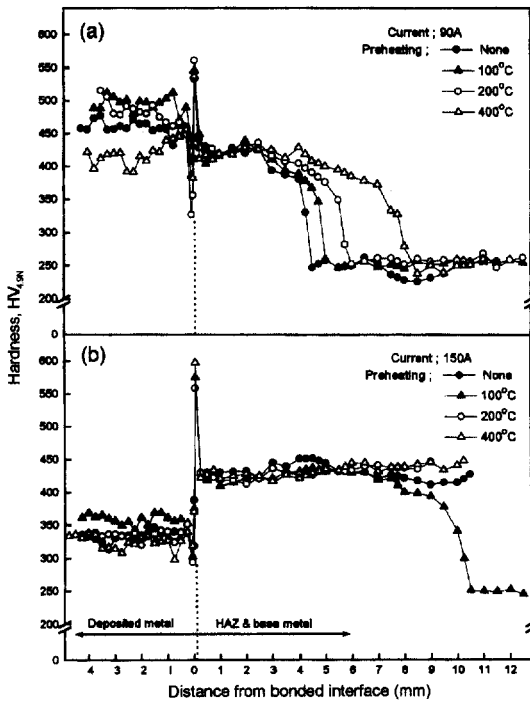 (a)
Current ; 90A
Preheating ; None
100°C
200°C
400°C
600
550
500
450
400
350
300
250
200
0
Hardness, HV4.9N
(b)
Current ; 150A
Preheating ; None
100°C
200°C
400°C
600
550
500
450
400
350
300
250
200
0
Deposited metal
HAZ & base metal
4 3 2 1 0 1 2 3 4 5 6 7 8 9 10 11 12
Distance from bonded interface (mm)